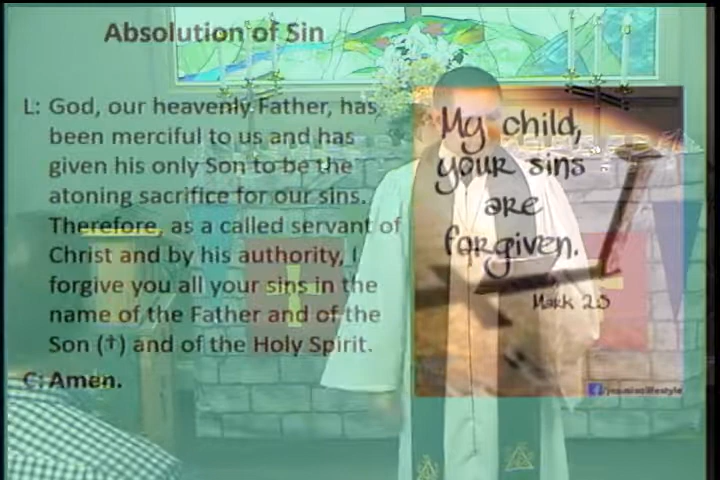 Absolution of Sin
L: God, our heavenly Father, has
been merciful to us and has
given his only Son to be the
atoning sacrifice for our sins.
Therefore, as a called servant of
Christ and by his authority, I
forgive you all your sins in the
name of the Father and of the
Son (†) and of the Holy Spirit.
C: Amen.
My child,
your sins
are
forgiven.
Mark 2:5